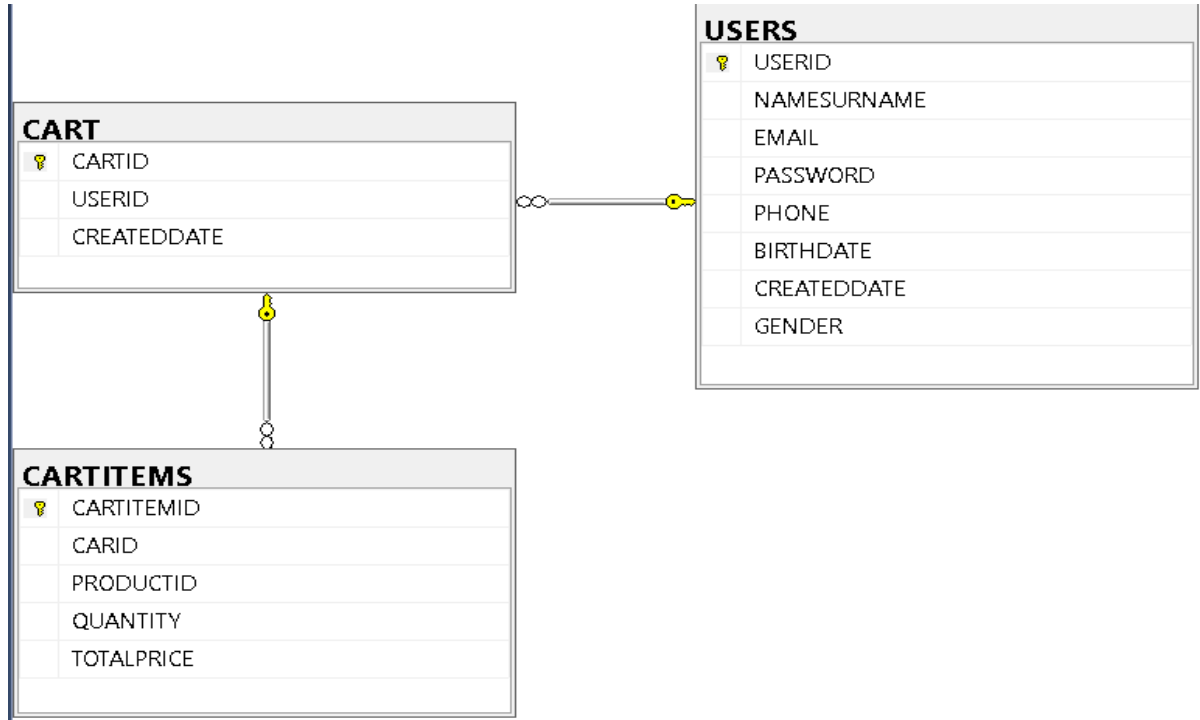 USERS
USERID
NAMESURNAME
EMAIL
PASSWORD
PHONE
BIRTHDATE
CREATEDDATE
GENDER
CART
CARTID
USERID
CREATEDDATE
CARTITEMS
CARTITEMID
CARID
PRODUCTID
QUANTITY
TOTALPRICE